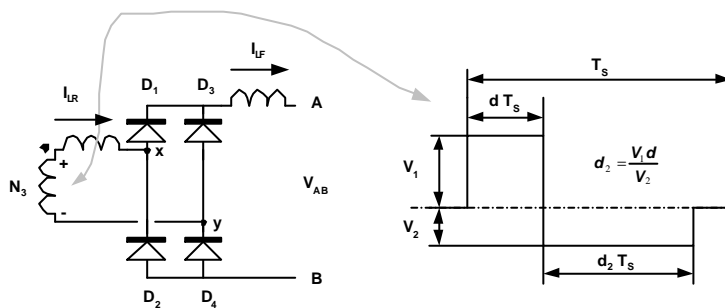 I_LF
I_LR
D_1
D_3
A
x
+
N_3
V_AB
-
y
B
D_2
D_4
T_S
d T_S
V_1
d_2 = V_1 d / V_2
V_2
d_2 T_S